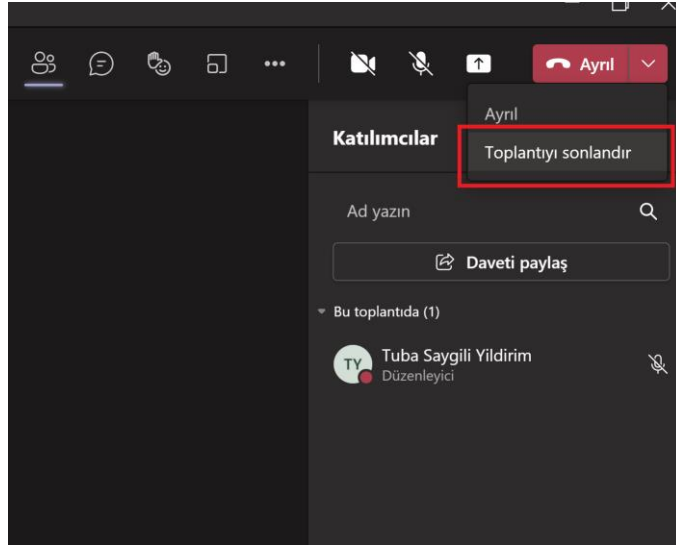 Ayrıl
Ayrıl
Toplantıyı sonlandır
Katılımcılar
Ad yazın
Daveti paylaş
Bu toplantıda (1)
TY
Tuba Saygili Yildirim
Düzenleyici